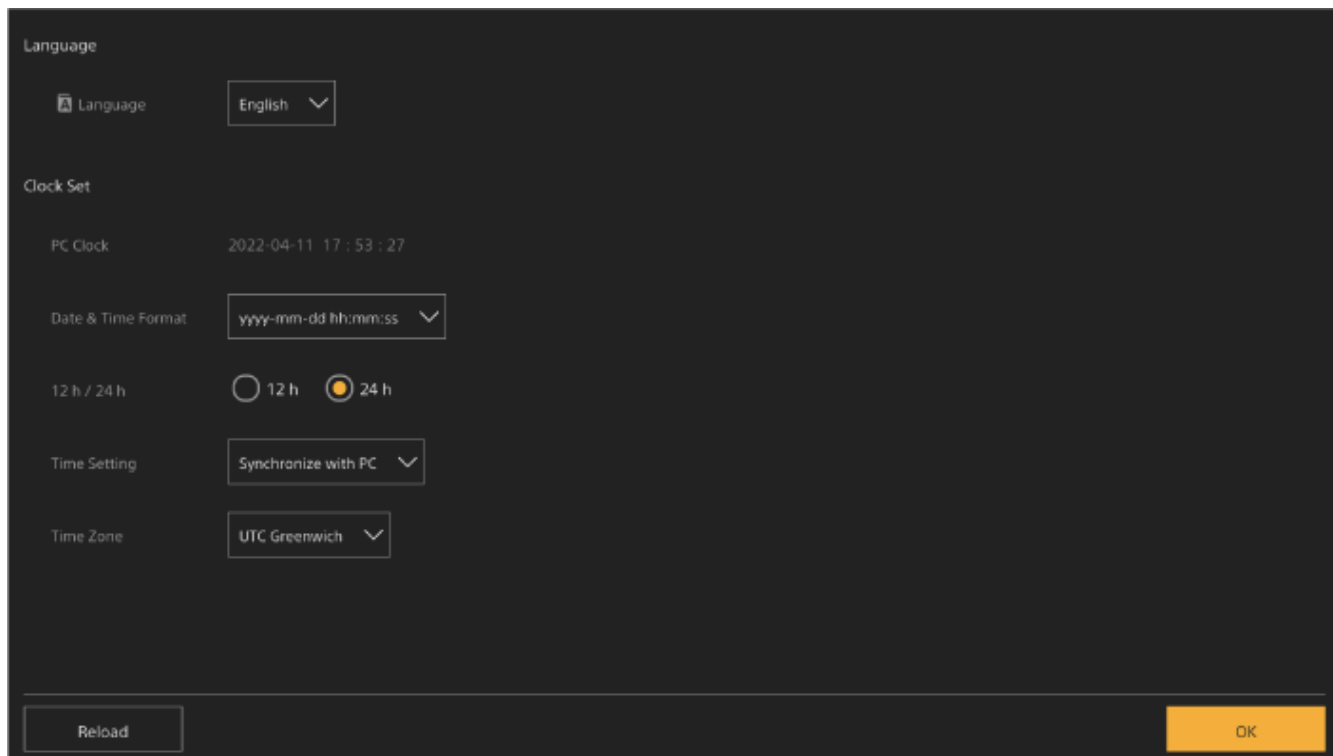 Language
A Language
English
Clock Set
PC Clock 2022-04-11 17 : 53 : 27
Date & Time Format yyyy-mm-dd hh:mm:ss
12 h / 24 h 12 h 24 h
Time Setting Synchronize with PC
Time Zone UTC Greenwich
Reload OK